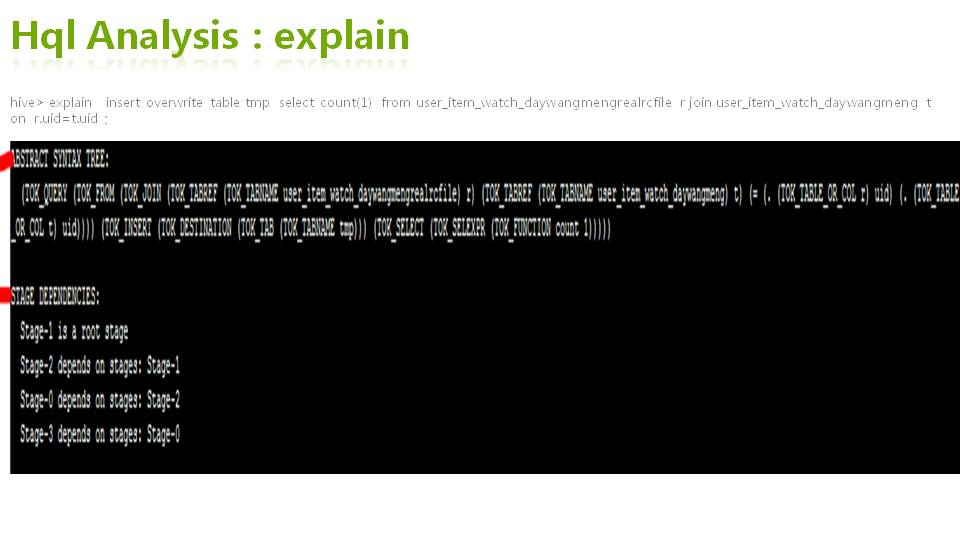 Hql Analysis : explain
hive> explain insert overwrite table tmp select count(1) from user_item_watch_daywangmengrealrcfile r join user_item_watch_daywangmeng t
on r.uid=t.uid ;
ABSTRACT SYNTAX TREE:
(TOK_QUERY (TOK_FROM (TOK_JOIN (TOK_TABREF (TOK_TABNAME user_item_watch_daywangmengrealrcfile) r) (TOK_TABREF (TOK_TABNAME user_item_watch_daywangmeng) t) (= (. (TOK_TABLE_OR_COL r) uid) (. (TOK_TABLE
_OR_COL t) uid)))) (TOK_INSERT (TOK_DESTINATION (TOK_TAB (TOK_TABNAME tmp))) (TOK_SELECT (TOK_SELEXPR (TOK_FUNCTION count 1)))))
STAGE DEPENDENCIES:
Stage-1 is a root stage
Stage-2 depends on stages: Stage-1
Stage-0 depends on stages: Stage-2
Stage-3 depends on stages: Stage-0